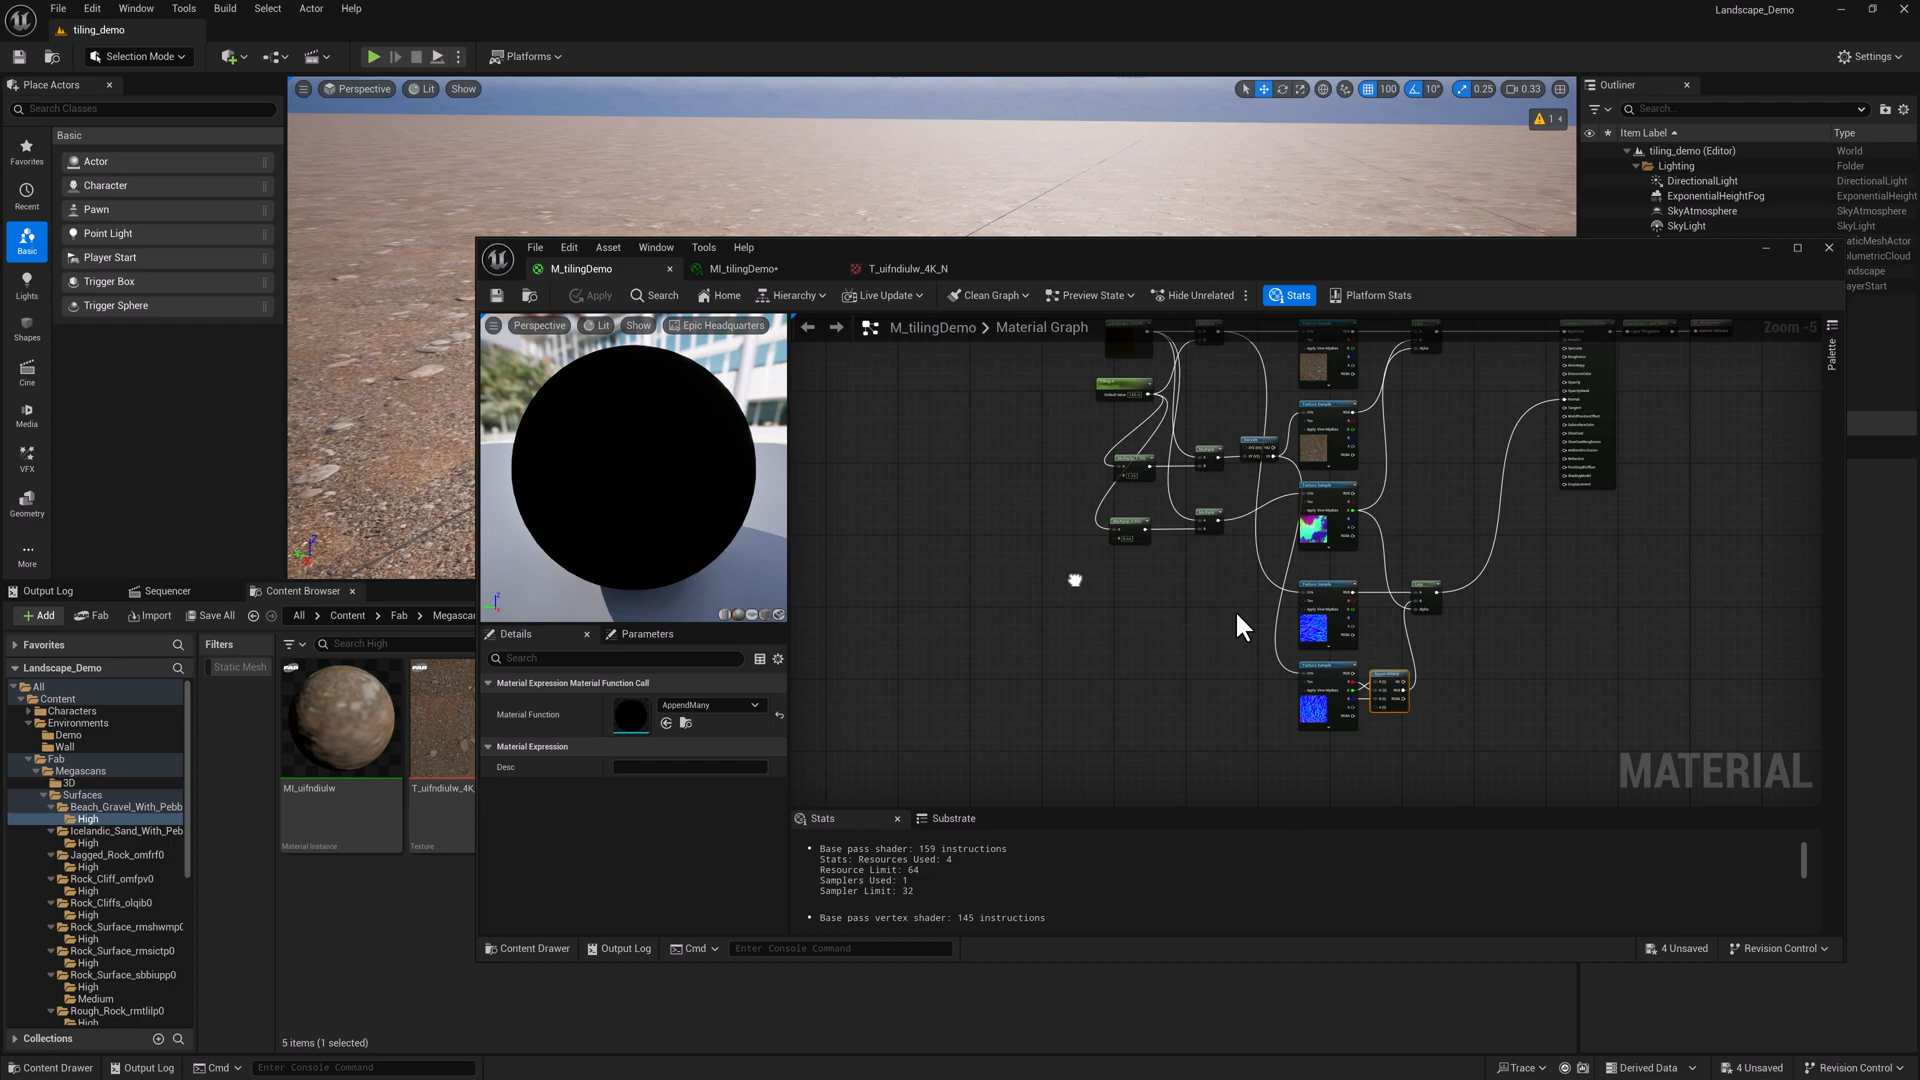 File Edit Window Tools Build Select Actor Help
Landscape_Demo
tiling_demo
Selection Mode
Platforms
Settings
Place Actors
Search Classes
Basic
Favorites
Recent
Basic
Lights
Shapes
Cine
Media
VFX
Geometry
More
Actor
Character
Pawn
Point Light
Player Start
Trigger Box
Trigger Sphere
Perspective Lit Show
100 10° 0.25 0.33
1
Outliner
Search...
Item Label Type
tiling_demo (Editor) World
Lighting Folder
DirectionalLight DirectionalLight
ExponentialHeightFog ExponentialHeight
SkyAtmosphere SkyAtmosphere
SkyLight SkyLight
File Edit Asset Window Tools Help
M_tilingDemo
MI_tilingDemo*
T_uifndiulw_4K_N
Apply Search Home Hierarchy Live Update Clean Graph Preview State Hide Unrelated Stats Platform Stats
Perspective Lit Show Epic Headquarters
M_tilingDemo > Material Graph
Zoom -5
Palette
MATERIAL
Details
Parameters
Search
Material Expression Material Function Call
Material Function
AppendMany
Material Expression
Desc
Stats
Substrate
Base pass shader: 159 instructions
Stats: Resources Used: 4
Resource Limit: 64
Samplers Used: 1
Sampler Limit: 32
Base pass vertex shader: 145 instructions
Content Drawer Output Log Cmd Enter Console Command
4 Unsaved Revision Control
Output Log
Sequencer
Content Browser
Add Fab Import Save All
All > Content > Fab > Megascan
Favorites
Landscape_Demo
All
Content
Characters
Environments
Demo
Wall
Fab
Megascans
3D
Surfaces
Beach_Gravel_With_Pebb
High
Icelandic_Sand_With_Peb
High
Jagged_Rock_omfrf0
High
Rock_Cliff_omfpv0
High
Rock_Cliffs_olqib0
High
Rock_Surface_rmshwmp0
High
Rock_Surface_rmsictp0
High
Rock_Surface_sbbiupp0
High
Medium
Rough_Rock_rmtlilp0
High
Collections
Filters
Static Mesh
Search High
MI_uifndiulw
Material Instance
T_uifndiulw_4K
Texture
5 items (1 selected)
Content Drawer Output Log Cmd Enter Console Command
Trace Derived Data 4 Unsaved Revision Control